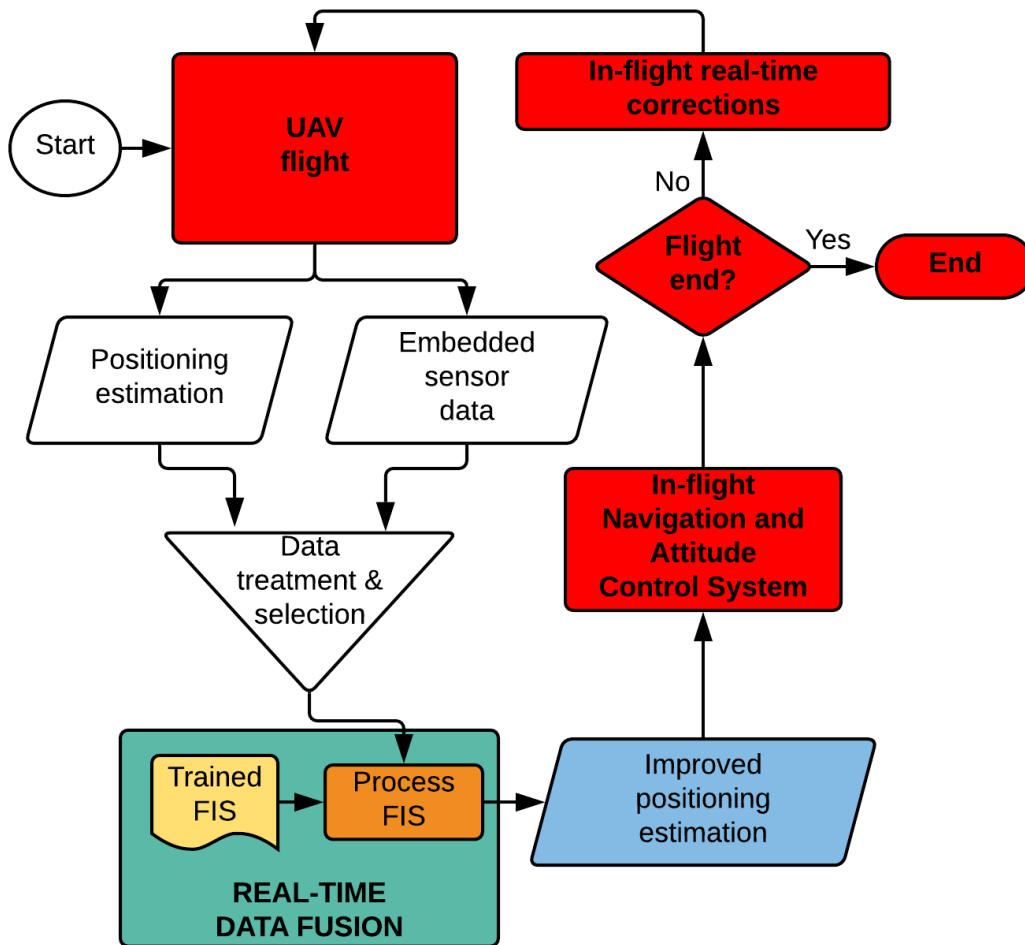 Start
UAV
flight
Positioning
estimation
Embedded
sensor
data
Data
treatment &
selection
Trained
FIS
Process
FIS
REAL-TIME
DATA FUSION
Improved
positioning
estimation
In-flight
Navigation and
Attitude
Control System
Flight
end?
Yes
End
No
In-flight real-time
corrections